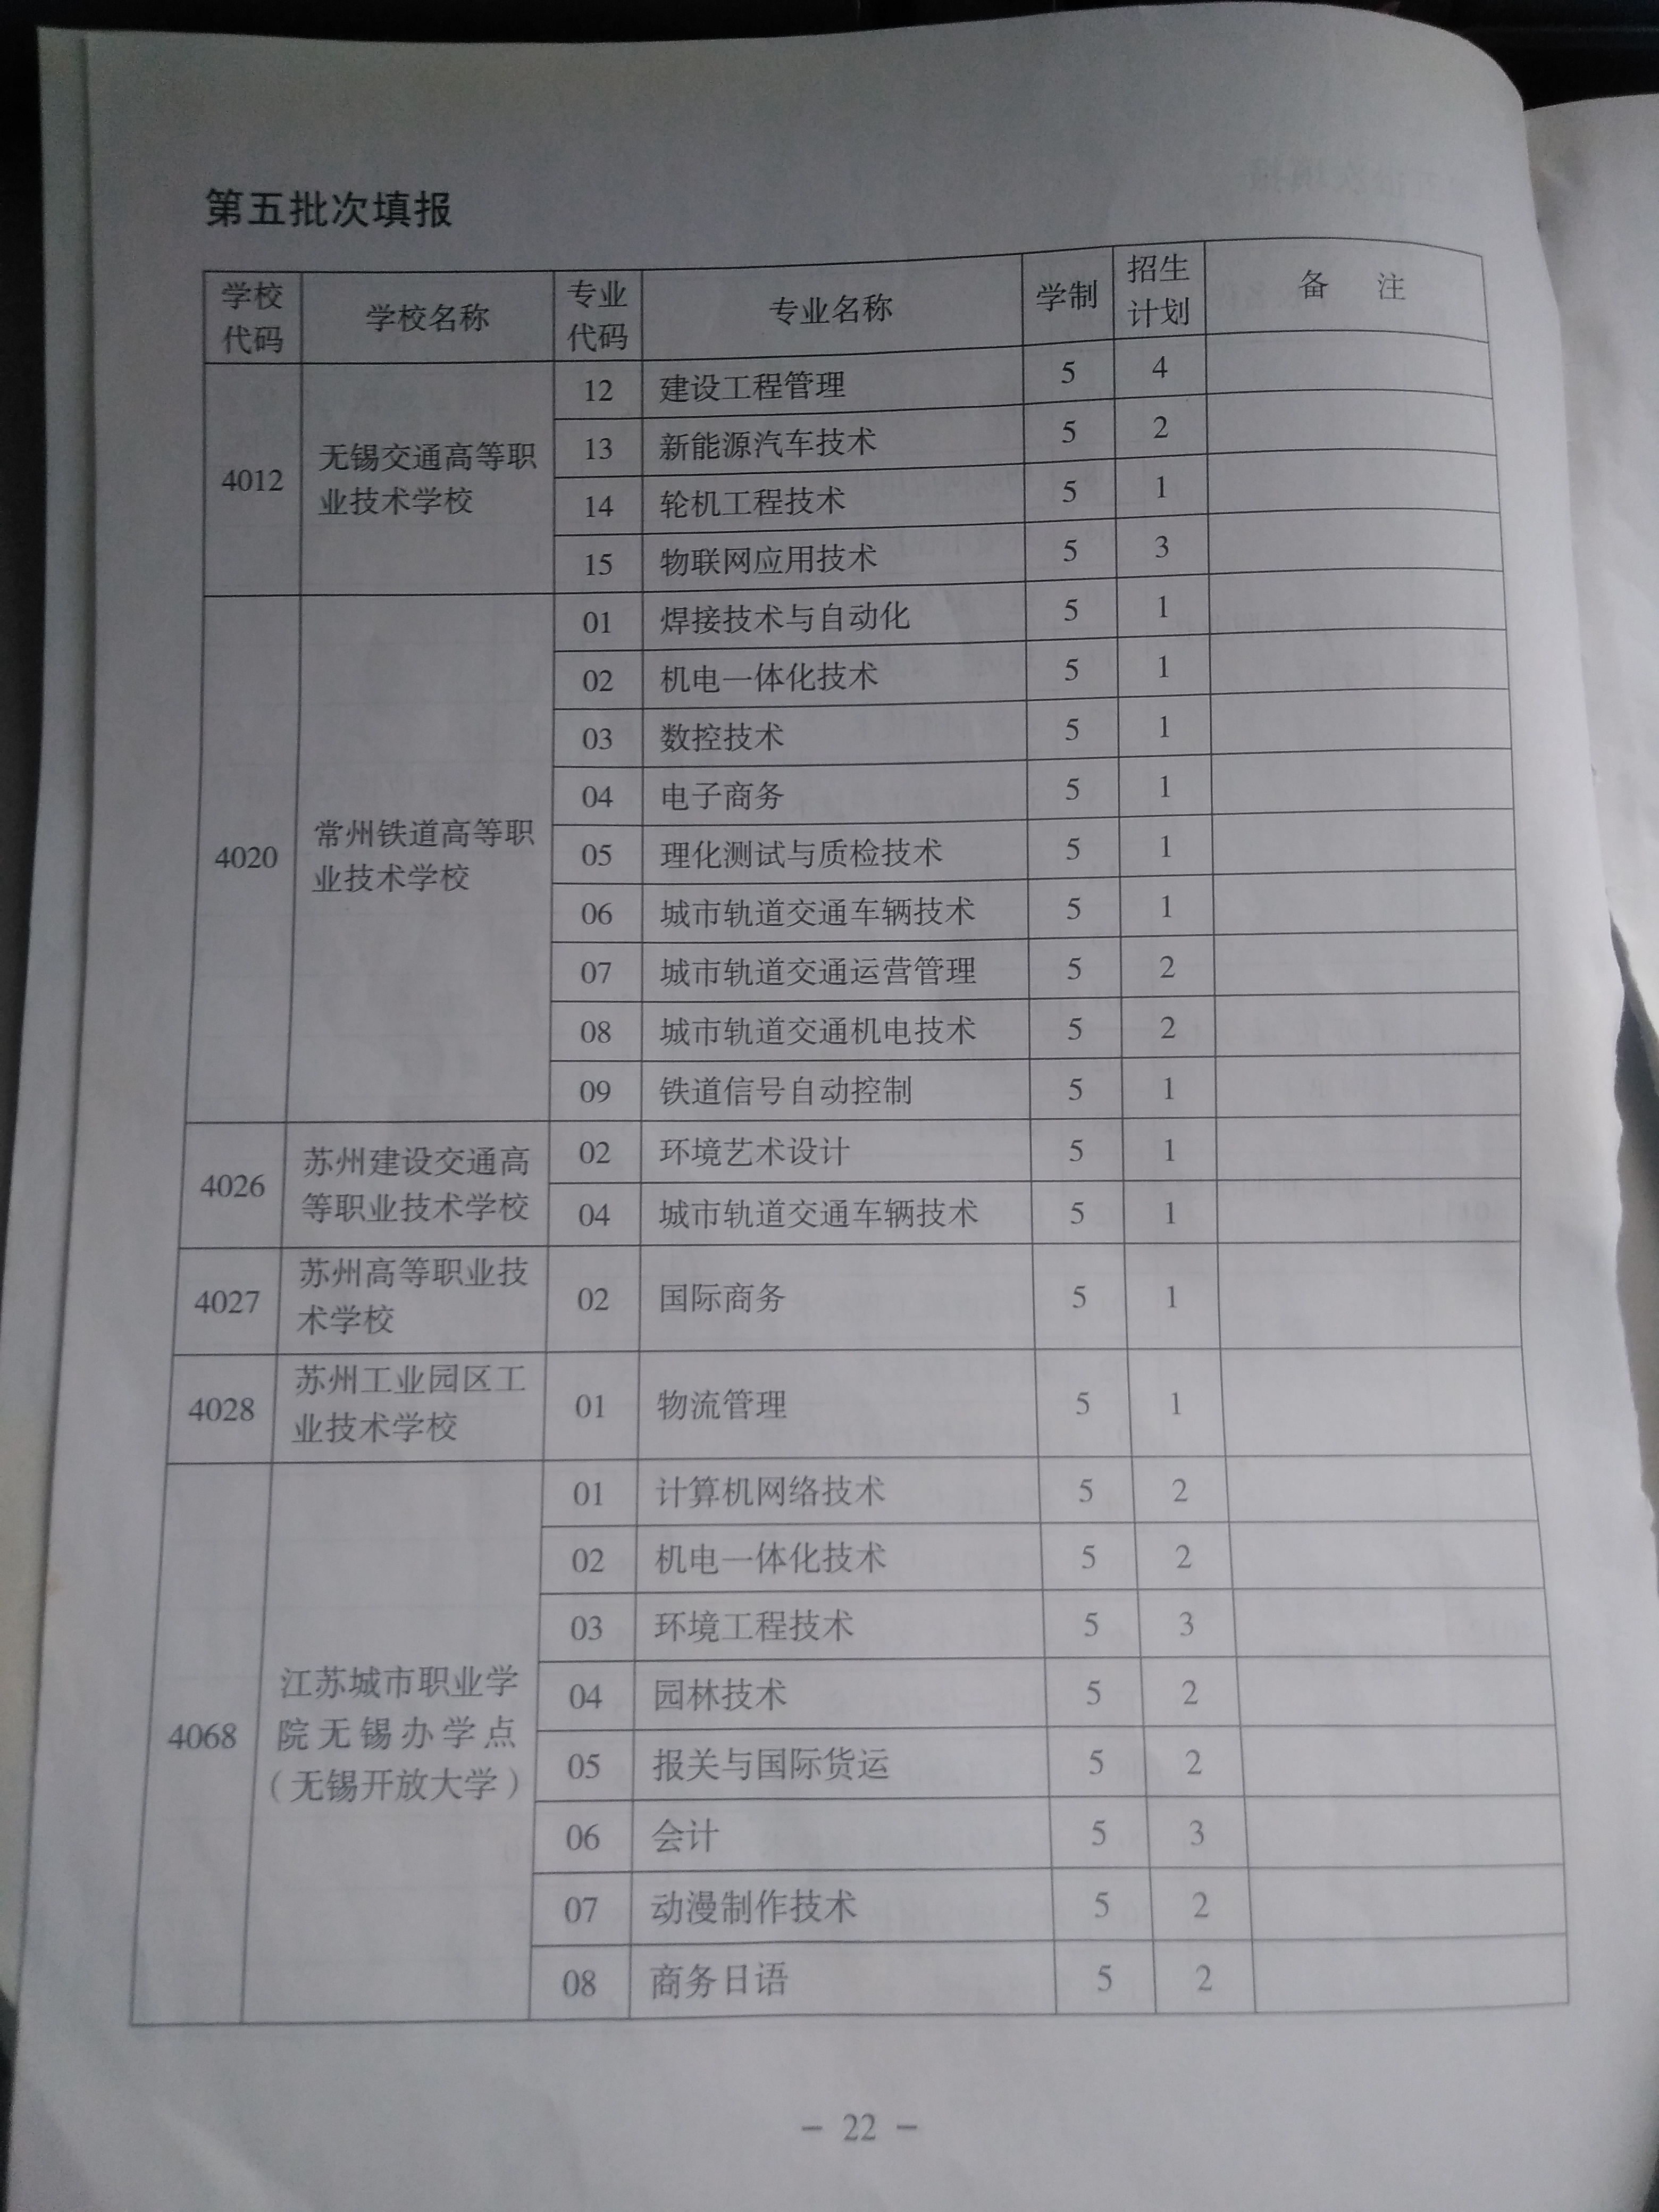 第五批次填报
学校代码 学校名称 专业代码 专业名称 学制 招生计划 备 注
4012 无锡交通高等职业技术学校 12 建设工程管理 5 4
13 新能源汽车技术 5 2
14 轮机工程技术 5 1
15 物联网应用技术 5 3
4020 常州铁道高等职业技术学校 01 焊接技术与自动化 5 1
02 机电一体化技术 5 1
03 数控技术 5 1
04 电子商务 5 1
05 理化测试与质检技术 5 1
06 城市轨道交通车辆技术 5 1
07 城市轨道交通运营管理 5 2
08 城市轨道交通机电技术 5 2
09 铁道信号自动控制 5 1
4026 苏州建设交通高等职业技术学校 02 环境艺术设计 5 1
04 城市轨道交通车辆技术 5 1
4027 苏州高等职业技术学校 02 国际商务 5 1
4028 苏州工业园区工业技术学校 01 物流管理 5 1
4068 江苏城市职业学院无锡办学点（无锡开放大学） 01 计算机网络技术 5 2
02 机电一体化技术 5 2
03 环境工程技术 5 3
04 园林技术 5 2
05 报关与国际货运 5 2
06 会计 5 3
07 动漫制作技术 5 2
08 商务日语 5 2
– 22 –